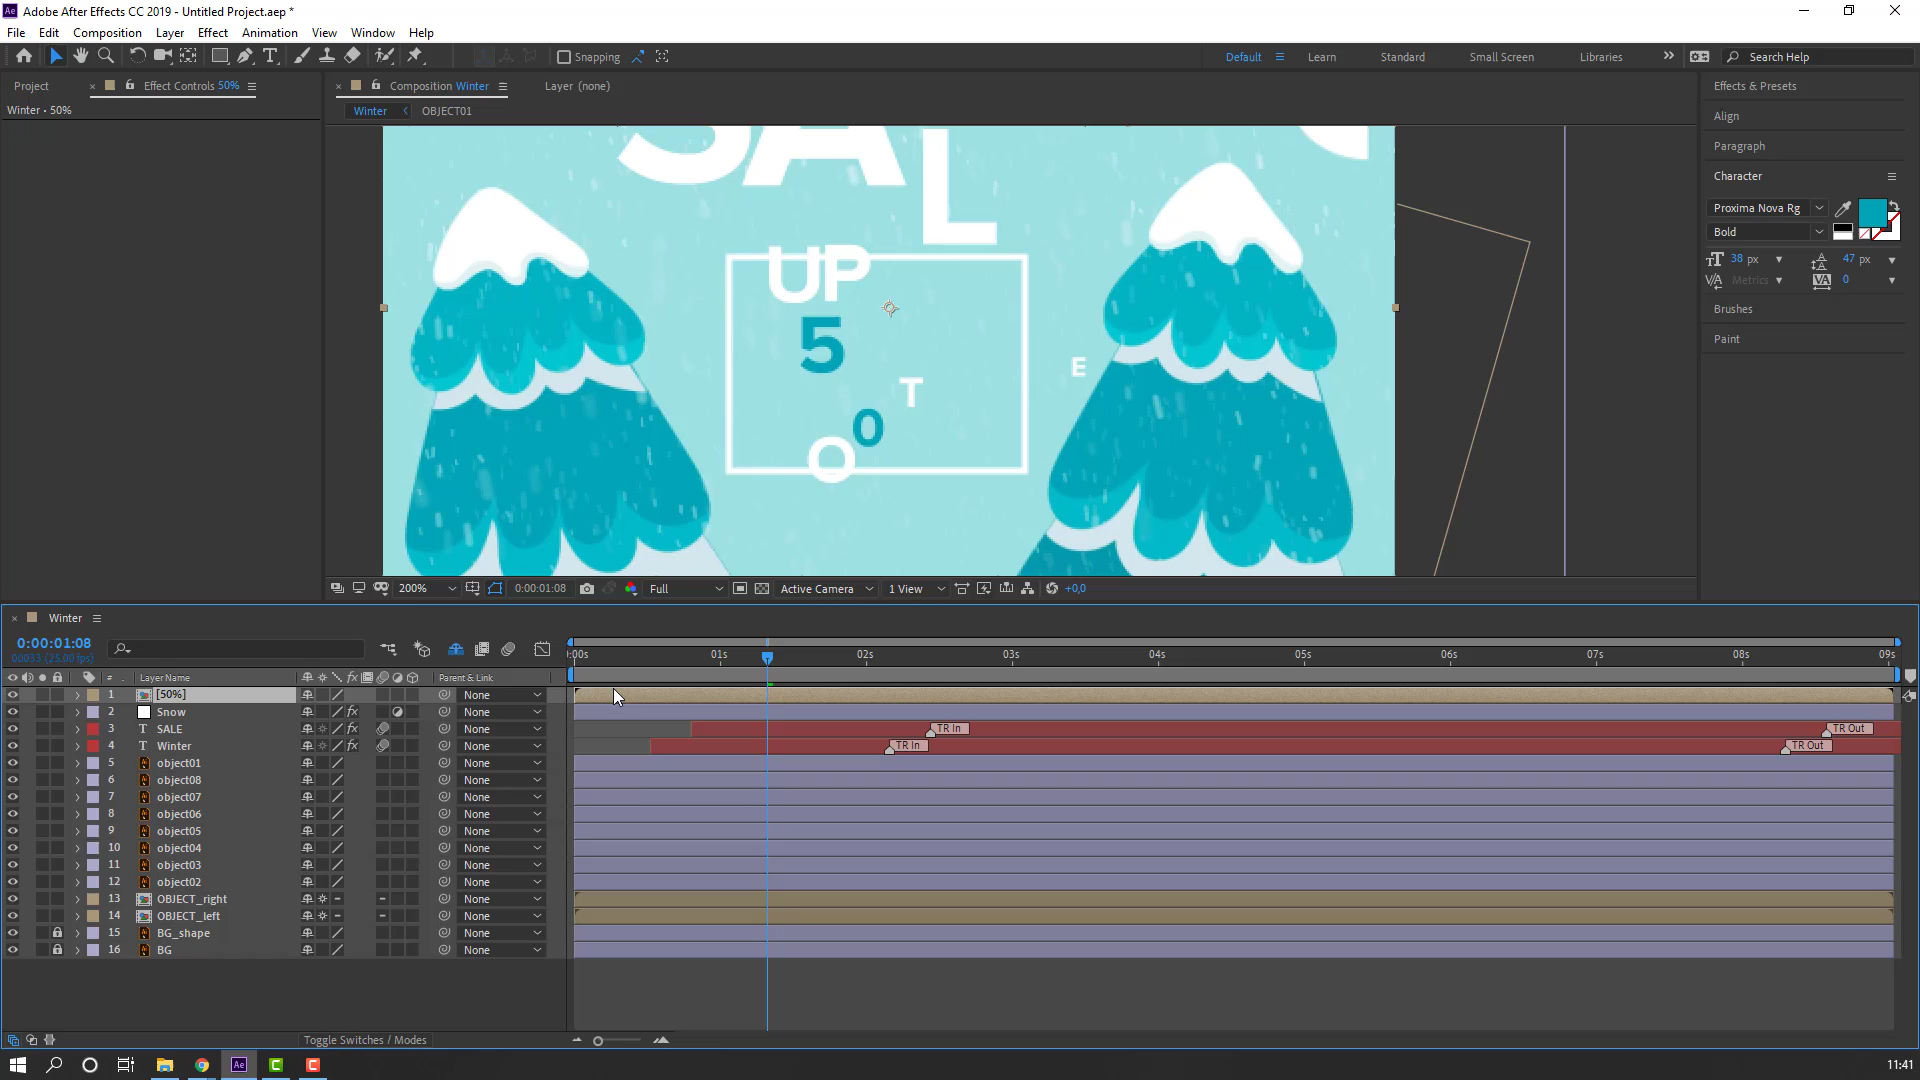 Adobe After Effects CC 2019 - Untitled Project.aep *
File Edit Composition Layer Effect Animation View Window Help
Snapping
Default Learn Standard Small Screen Libraries
Search Help
Project
Effect Controls 50%
Composition Winter
Layer (none)
Winter • 50%
Winter OBJECT01
SAL
UP
5
E
T
0
O
200%
0:00:01:08
Full
Active Camera
1 View
+0,0
Effects & Presets
Align
Paragraph
Character
Proxima Nova Rg
Bold
38 px 47 px
Metrics 0
Brushes
Paint
Winter
0:00:01:08
00033 (25.00 fps)
:00s 01s 02s 03s 04s 05s 06s 07s 08s 09s
# Layer Name Parent & Link
1 [50%] None
2 Snow None
3 SALE None TR In TR Out
4 Winter None TR In TR Out
5 object01 None
6 object08 None
7 object07 None
8 object06 None
9 object05 None
10 object04 None
11 object03 None
12 object02 None
13 OBJECT_right None
14 OBJECT_left None
15 BG_shape None
16 BG None
Toggle Switches / Modes
11:41